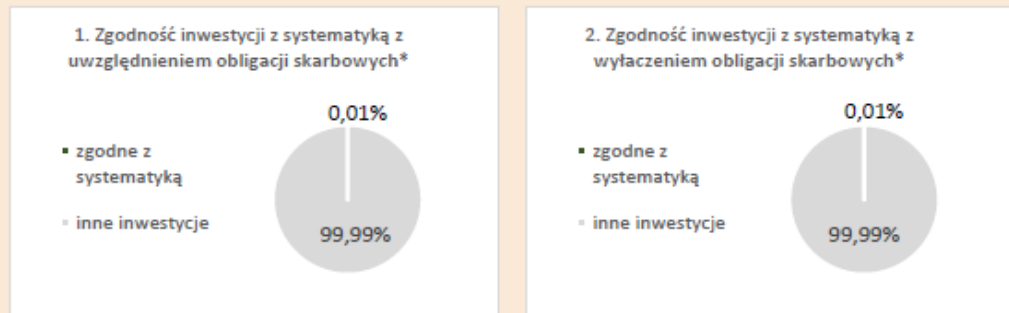 1. Zgodność inwestycji z systematyką z
uwzględnieniem obligacji skarbowych*
0,01%
zgodne z
systematyką
inne inwestycje
99,99%
2. Zgodność inwestycji z systematyką z
wyłaczeniem obligacji skarbowych*
0,01%
zgodne z
systematyką
inne inwestycje
99,99%